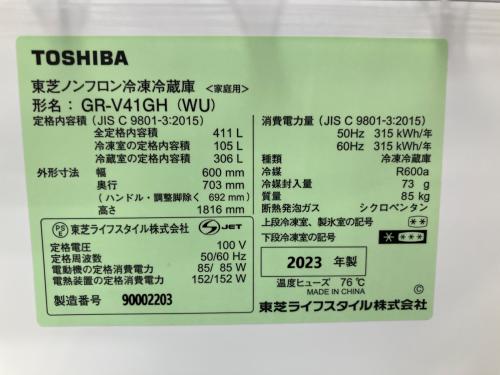 TOSHIBA
東芝ノンフロン冷凍冷蔵庫 <家庭用>
形名： GR-V41GH (WU)
定格内容積 (JIS C 9801-3:2015)
全定格内容積 411 L
冷凍室の定格内容積 105 L
冷蔵室の定格内容積 306 L
外形寸法 幅 600 mm
奥行 703 mm
(ハンドル・調整脚除く 692 mm)
高さ 1816 mm
PSE 東芝ライフスタイル株式会社 S JET
定格電圧 100 V
定格周波数 50/60 Hz
電動機の定格消費電力 85/ 85 W
電熱装置の定格消費電力 152/152 W
製造番号 90002203
消費電力量 (JIS C 9801-3:2015)
50Hz 315 kWh/年
60Hz 315 kWh/年
種類 冷凍冷蔵庫
冷媒 R600a
冷媒封入量 73 g
質量 85 kg
断熱発泡ガス シクロペンタン
上段冷凍室、製氷室の記号 **
下段冷凍室の記号 * ***
2023 年製
温度ヒューズ 76℃
MADE IN CHINA
東芝ライフスタイル株式会社
C